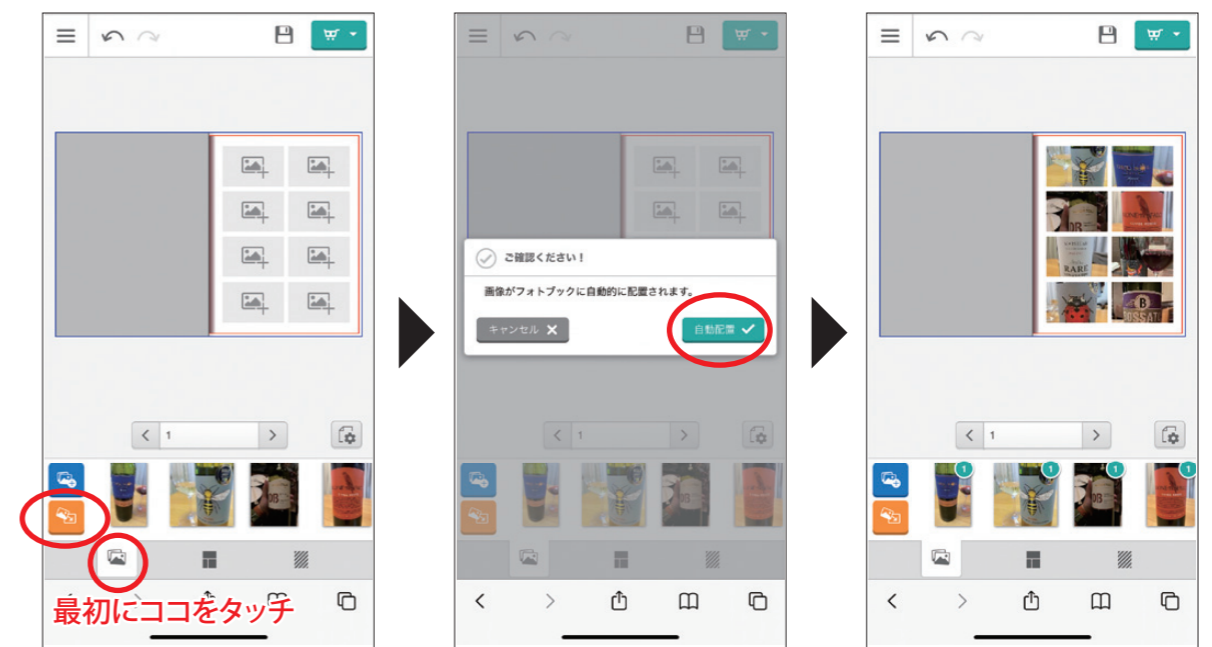 1
最初にココをタッチ
ご確認ください！
画像がフォトブックに自動的に配置されます。
キャンセル ✕
自動配置 ✓
1
RARE
B
1
1 1 1 1